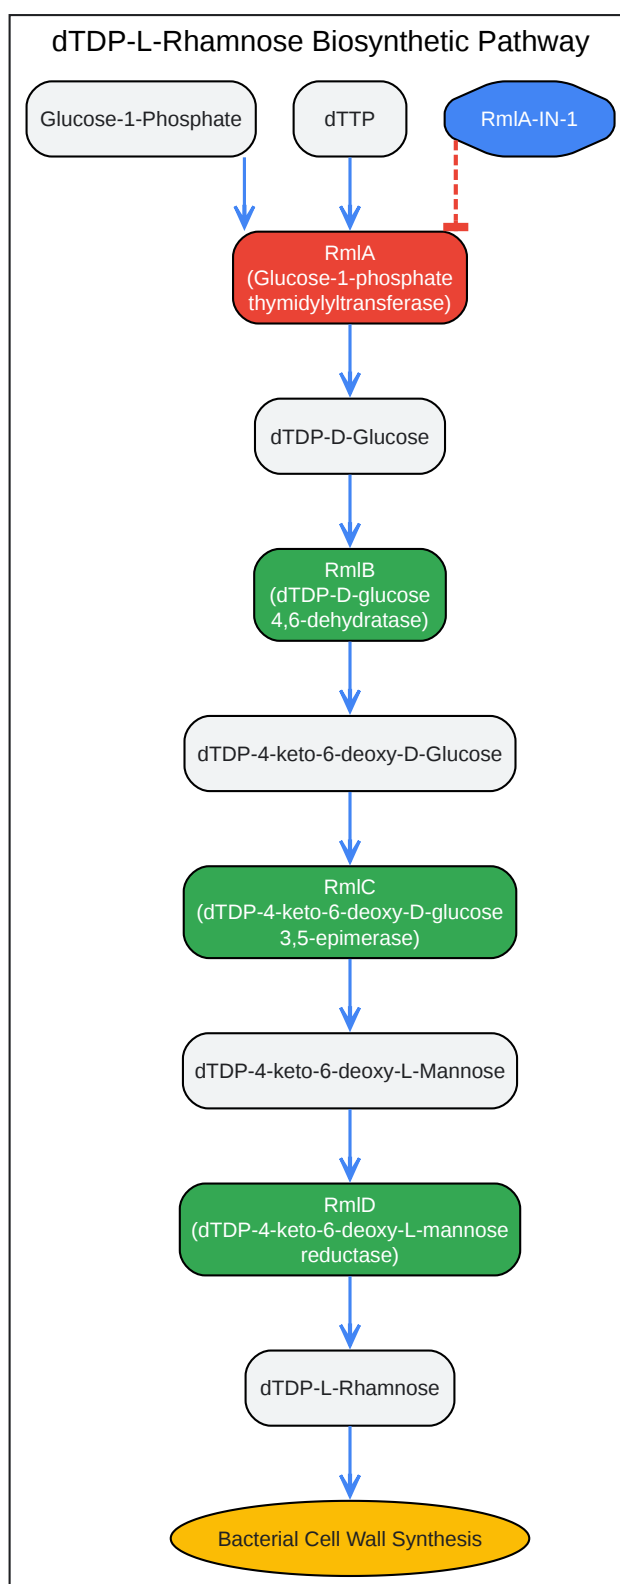 dTDP-L-Rhamnose Biosynthetic Pathway
Glucose-1-Phosphate
dTTP
RmlA-IN-1
RmlA
(Glucose-1-phosphate
thymidylyltransferase)
dTDP-D-Glucose
RmlB
(dTDP-D-glucose
4,6-dehydratase)
dTDP-4-keto-6-deoxy-D-Glucose
RmlC
(dTDP-4-keto-6-deoxy-D-glucose
3,5-epimerase)
dTDP-4-keto-6-deoxy-L-Mannose
RmlD
(dTDP-4-keto-6-deoxy-L-mannose
reductase)
dTDP-L-Rhamnose
Bacterial Cell Wall Synthesis